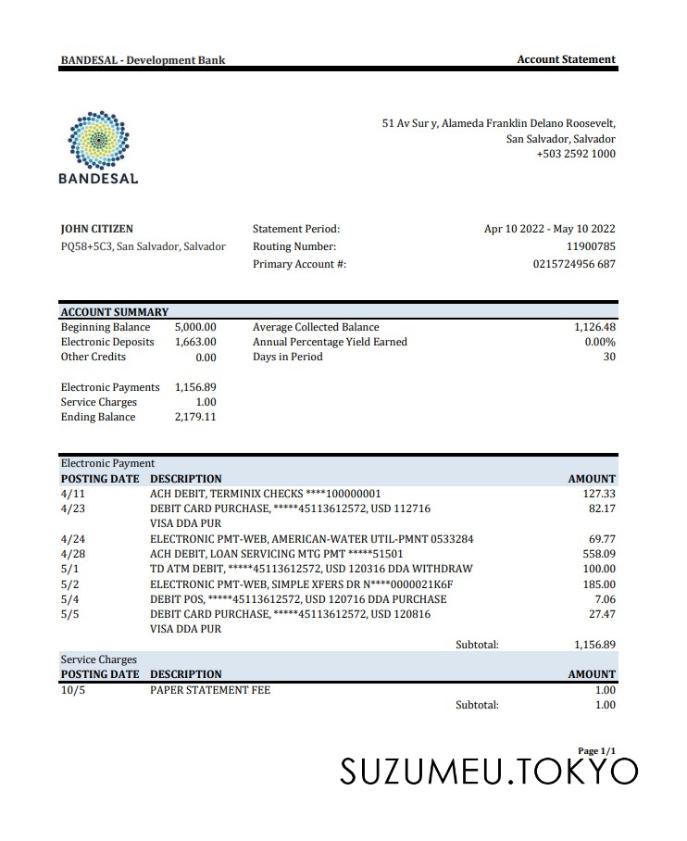 BANDESAL - Development Bank Account Statement
51 Av Sur y, Alameda Franklin Delano Roosevelt,
San Salvador, Salvador
+503 2592 1000
BANDESAL
JOHN CITIZEN Statement Period: Apr 10 2022 - May 10 2022
PQ58+5C3, San Salvador, Salvador Routing Number: 11900785
Primary Account #: 0215724956 687
ACCOUNT SUMMARY
Beginning Balance 5,000.00 Average Collected Balance 1,126.48
Electronic Deposits 1,663.00 Annual Percentage Yield Earned 0.00%
Other Credits 0.00 Days in Period 30
Electronic Payments 1,156.89
Service Charges 1.00
Ending Balance 2,179.11
Electronic Payment
POSTING DATE DESCRIPTION AMOUNT
4/11 ACH DEBIT, TERMINIX CHECKS ****100000001 127.33
4/23 DEBIT CARD PURCHASE, *****45113612572, USD 112716 82.17
VISA DDA PUR
4/24 ELECTRONIC PMT-WEB, AMERICAN-WATER UTIL-PMNT 0533284 69.77
4/28 ACH DEBIT, LOAN SERVICING MTG PMT *****51501 558.09
5/1 TD ATM DEBIT, *****45113612572, USD 120316 DDA WITHDRAW 100.00
5/2 ELECTRONIC PMT-WEB, SIMPLE XFERS DR N****0000021K6F 185.00
5/4 DEBIT POS, *****45113612572, USD 120716 DDA PURCHASE 7.06
5/5 DEBIT CARD PURCHASE, *****45113612572, USD 120816 27.47
VISA DDA PUR
Subtotal: 1,156.89
Service Charges
POSTING DATE DESCRIPTION AMOUNT
10/5 PAPER STATEMENT FEE 1.00
Subtotal: 1.00
Page 1/1
SUZUMEU.TOKYO